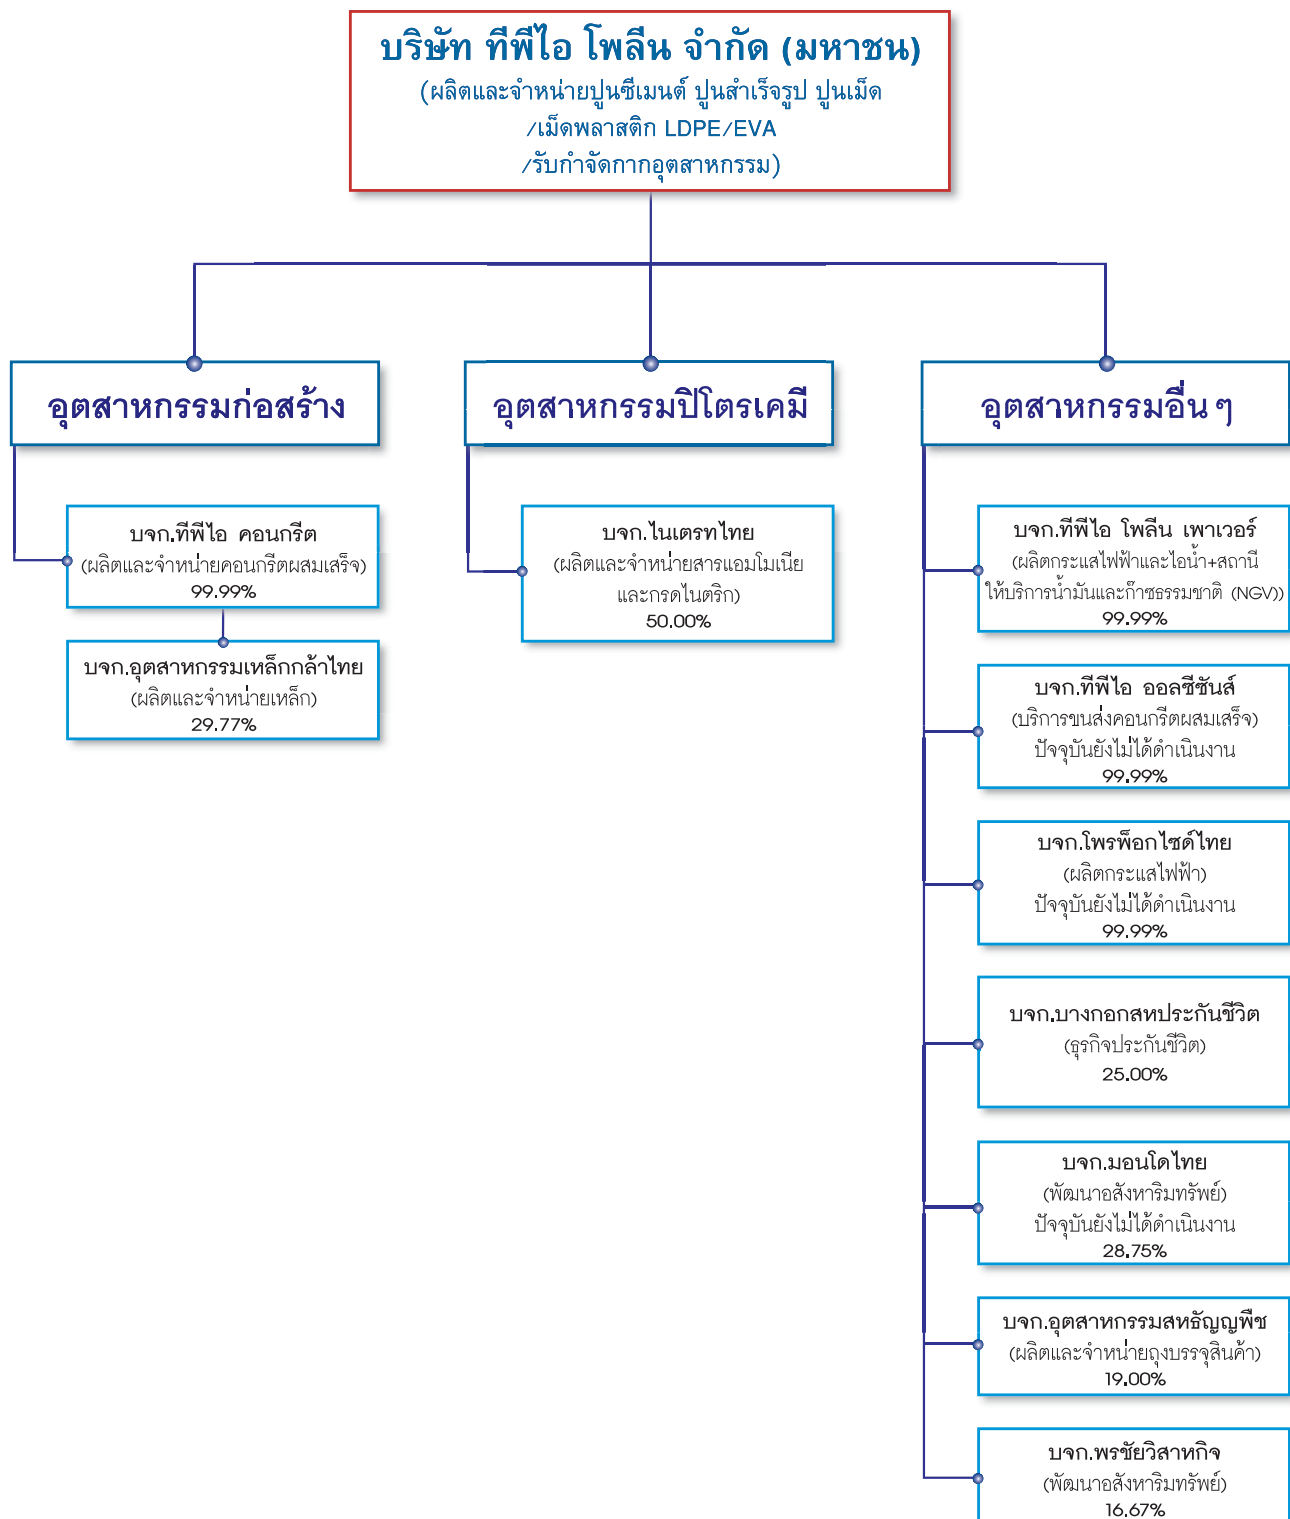 บริษัท ทีพีไอ โพลีน จำกัด (มหาชน)
(ผลิตและจำหน่ายปูนซีเมนต์ ปูนสำเร็จรูป ปูนเม็ด
/เม็ดพลาสติก LDPE/EVA
/รับกำจัดกากอุตสาหกรรม)
อุตสาหกรรมก่อสร้าง
บจก.ทีพีไอ คอนกรีต
(ผลิตและจำหน่ายคอนกรีตผสมเสร็จ)
99.99%
บจก.อุตสาหกรรมเหล็กกล้าไทย
(ผลิตและจำหน่ายเหล็ก)
29.77%
อุตสาหกรรมปิโตรเคมี
บจก.ไนเตรทไทย
(ผลิตและจำหน่ายสารแอมโมเนีย
และกรดไนตริก)
50.00%
อุตสาหกรรมอื่น ๆ
บจก.ทีพีไอ โพลีน เพาเวอร์
(ผลิตกระแสไฟฟ้าและไอน้ำ+สถานี
ให้บริการน้ำมันและก๊าซธรรมชาติ (NGV))
99.99%
บจก.ทีพีไอ ออลซีซันส์
(บริการขนส่งคอนกรีตผสมเสร็จ)
ปัจจุบันยังไม่ได้ดำเนินงาน
99.99%
บจก.โพรพ็อกไซด์ไทย
(ผลิตกระแสไฟฟ้า)
ปัจจุบันยังไม่ได้ดำเนินงาน
99.99%
บจก.บางกอกสหประกันชีวิต
(ธุรกิจประกันชีวิต)
25.00%
บจก.มอนโดไทย
(พัฒนาอสังหาริมทรัพย์)
ปัจจุบันยังไม่ได้ดำเนินงาน
28.75%
บจก.อุตสาหกรรมสหธัญญพืช
(ผลิตและจำหน่ายถุงบรรจุสินค้า)
19.00%
บจก.พรชัยวิสาหกิจ
(พัฒนาอสังหาริมทรัพย์)
16.67%